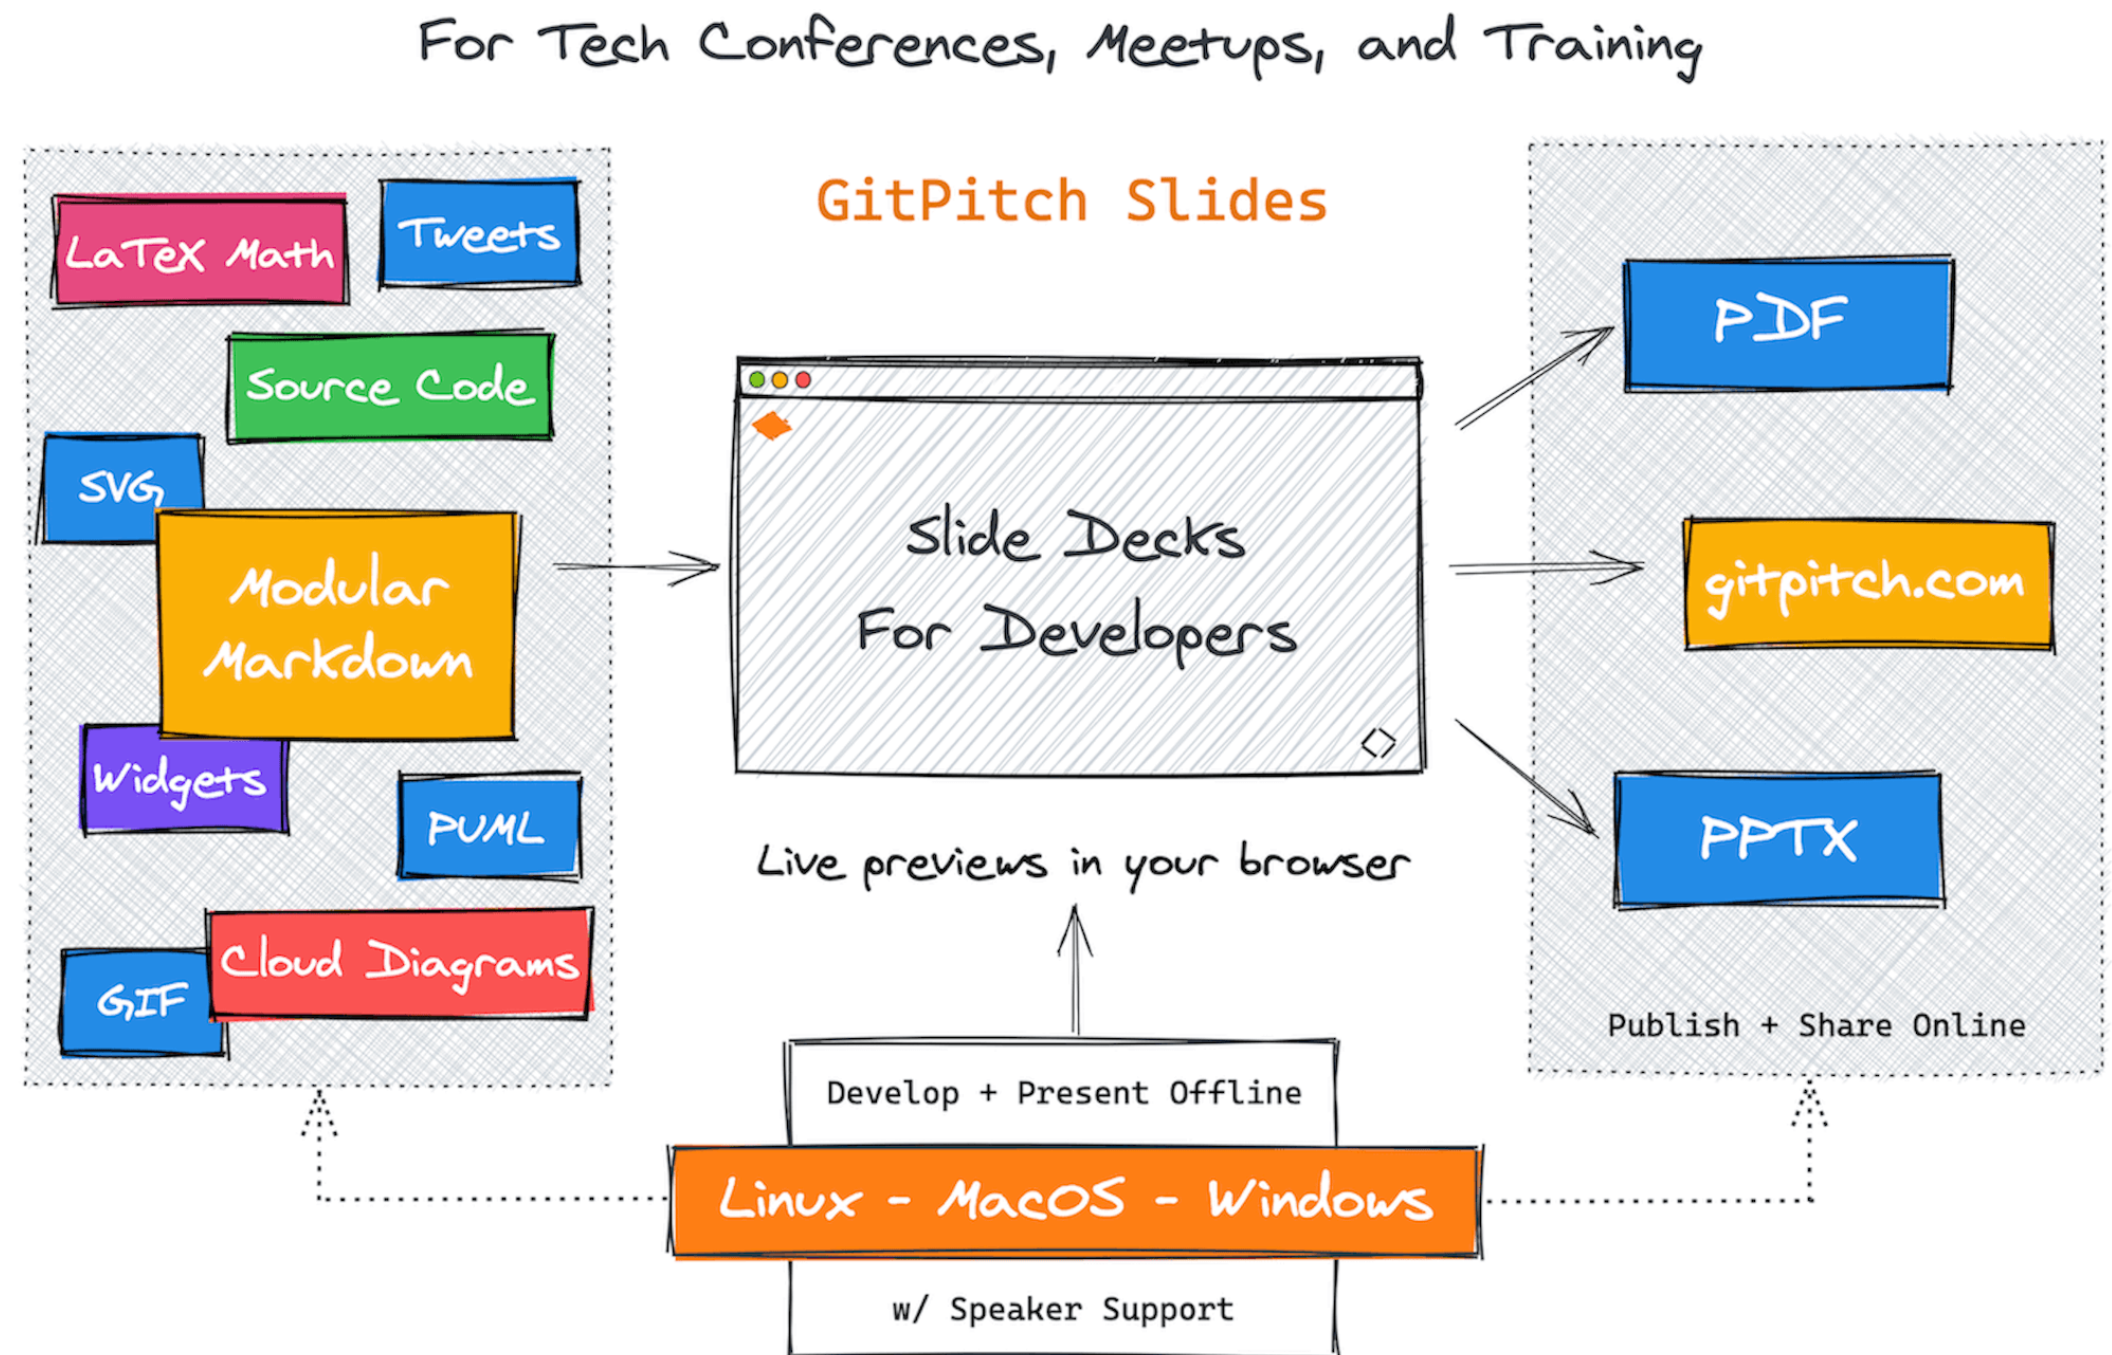 For Tech Conferences, Meetups, and Training
GitPitch Slides
LaTeX Math
Tweets
Source Code
SVG
Modular
Markdown
Widgets
PUML
Cloud Diagrams
GIF
Slide Decks
For Developers
Live previews in your browser
PDF
gitpitch.com
PPTX
Publish + Share Online
Develop + Present Offline
Linux - MacOS - Windows
w/ Speaker Support